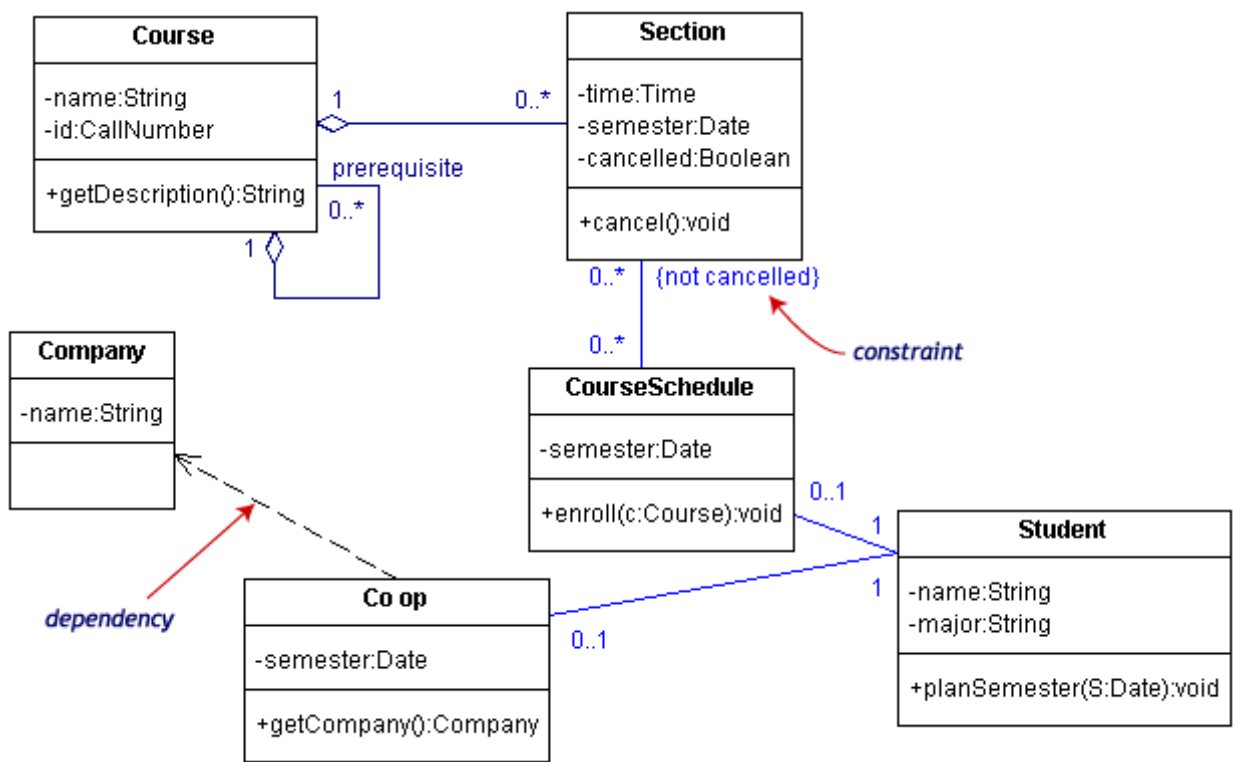 Course
-name:String
-id:CallNumber
+getDescription():String
1
0..*
Section
-time:Time
-semester:Date
-cancelled:Boolean
+cancel():void
prerequisite
0..*
1
0..*
{not cancelled}
0..*
constraint
Company
-name:String
CourseSchedule
-semester:Date
+enroll(c:Course):void
0..1
1
Student
-name:String
-major:String
+planSemester(S:Date):void
1
0..1
dependency
Co op
-semester:Date
+getCompany():Company